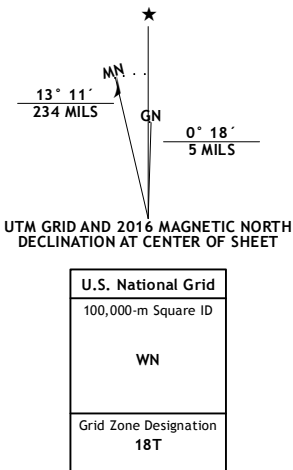 MN
13° 11´
234 MILS
GN
0° 18´
5 MILS
UTM GRID AND 2016 MAGNETIC NORTH
DECLINATION AT CENTER OF SHEET
U.S. National Grid
100,000-m Square ID
WN
Grid Zone Designation
18T